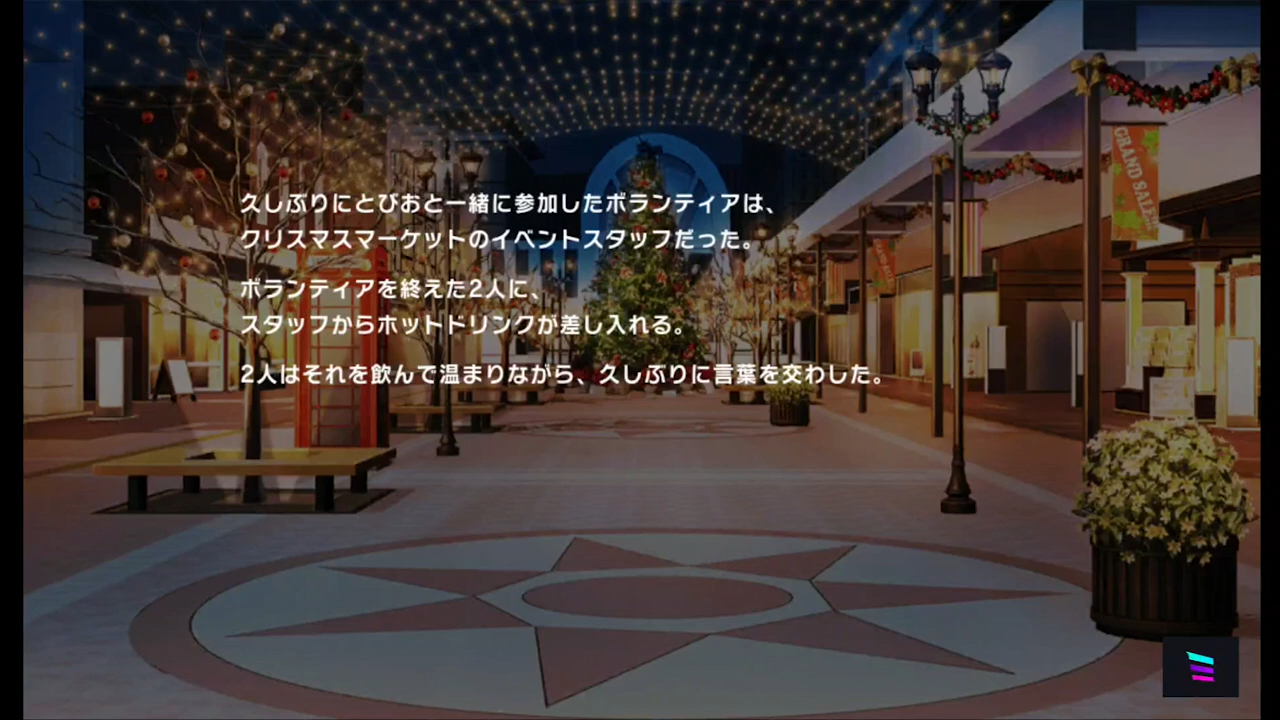 久しぶりにとびおと一緒に参加したボランティアは、
クリスマスマーケットのイベントスタッフだった。
ボランティアを終えた2人に、
スタッフからホットドリンクが差し入れる。
2人はそれを飲んで温まりながら、久しぶりに言葉を交わした。
GRAND SALE